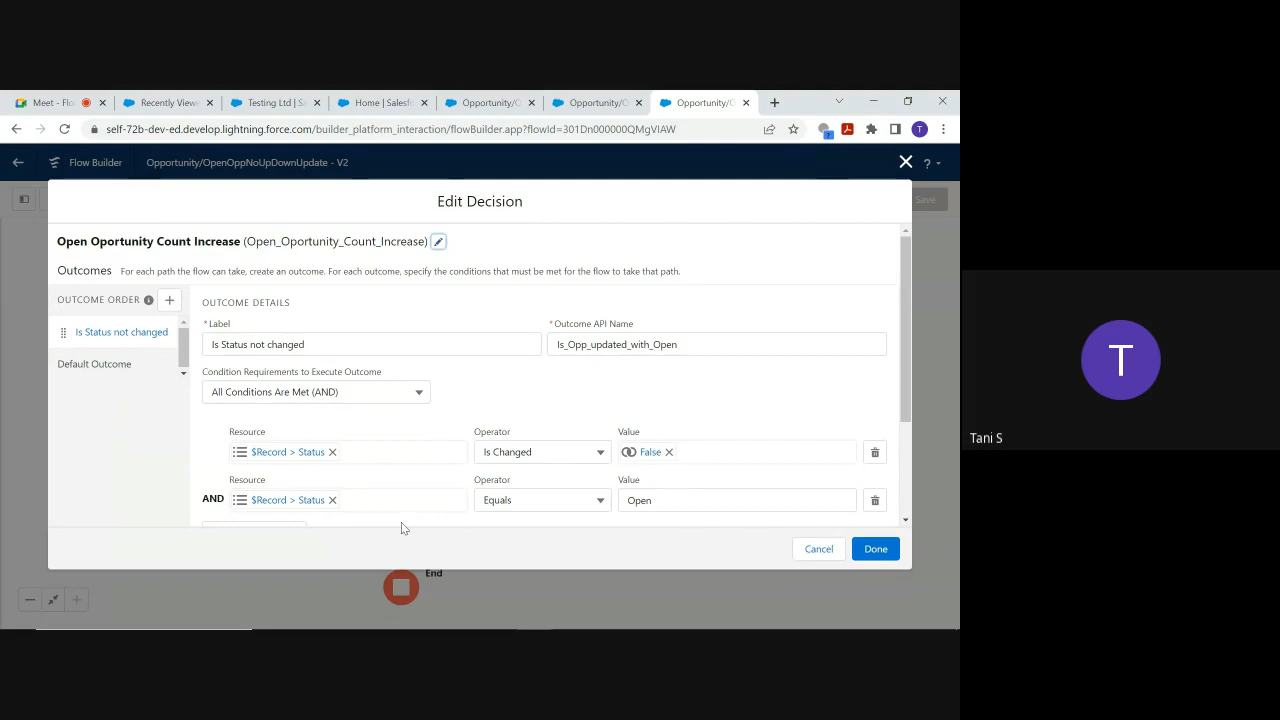 Meet - Flo
Recently View
Testing Ltd | S
Home | Salesf
Opportunity/O
Opportunity/O
Opportunity/O
self-72b-dev-ed.develop.lightning.force.com/builder_platform_interaction/flowBuilder.app?flowId=301Dn000000QMgVIAW
T
Flow Builder
Opportunity/OpenOppNoUpDownUpdate - V2
?
Save
Edit Decision
Open Oportunity Count Increase (Open_Oportunity_Count_Increase)
Outcomes For each path the flow can take, create an outcome. For each outcome, specify the conditions that must be met for the flow to take that path.
OUTCOME ORDER
OUTCOME DETAILS
Is Status not changed
Default Outcome
*Label
*Outcome API Name
Is Status not changed
Is_Opp_updated_with_Open
Condition Requirements to Execute Outcome
All Conditions Are Met (AND)
Resource Operator Value
$Record > Status Is Changed False
Resource Operator Value
AND $Record > Status Equals Open
Cancel
Done
End
T
Tani S